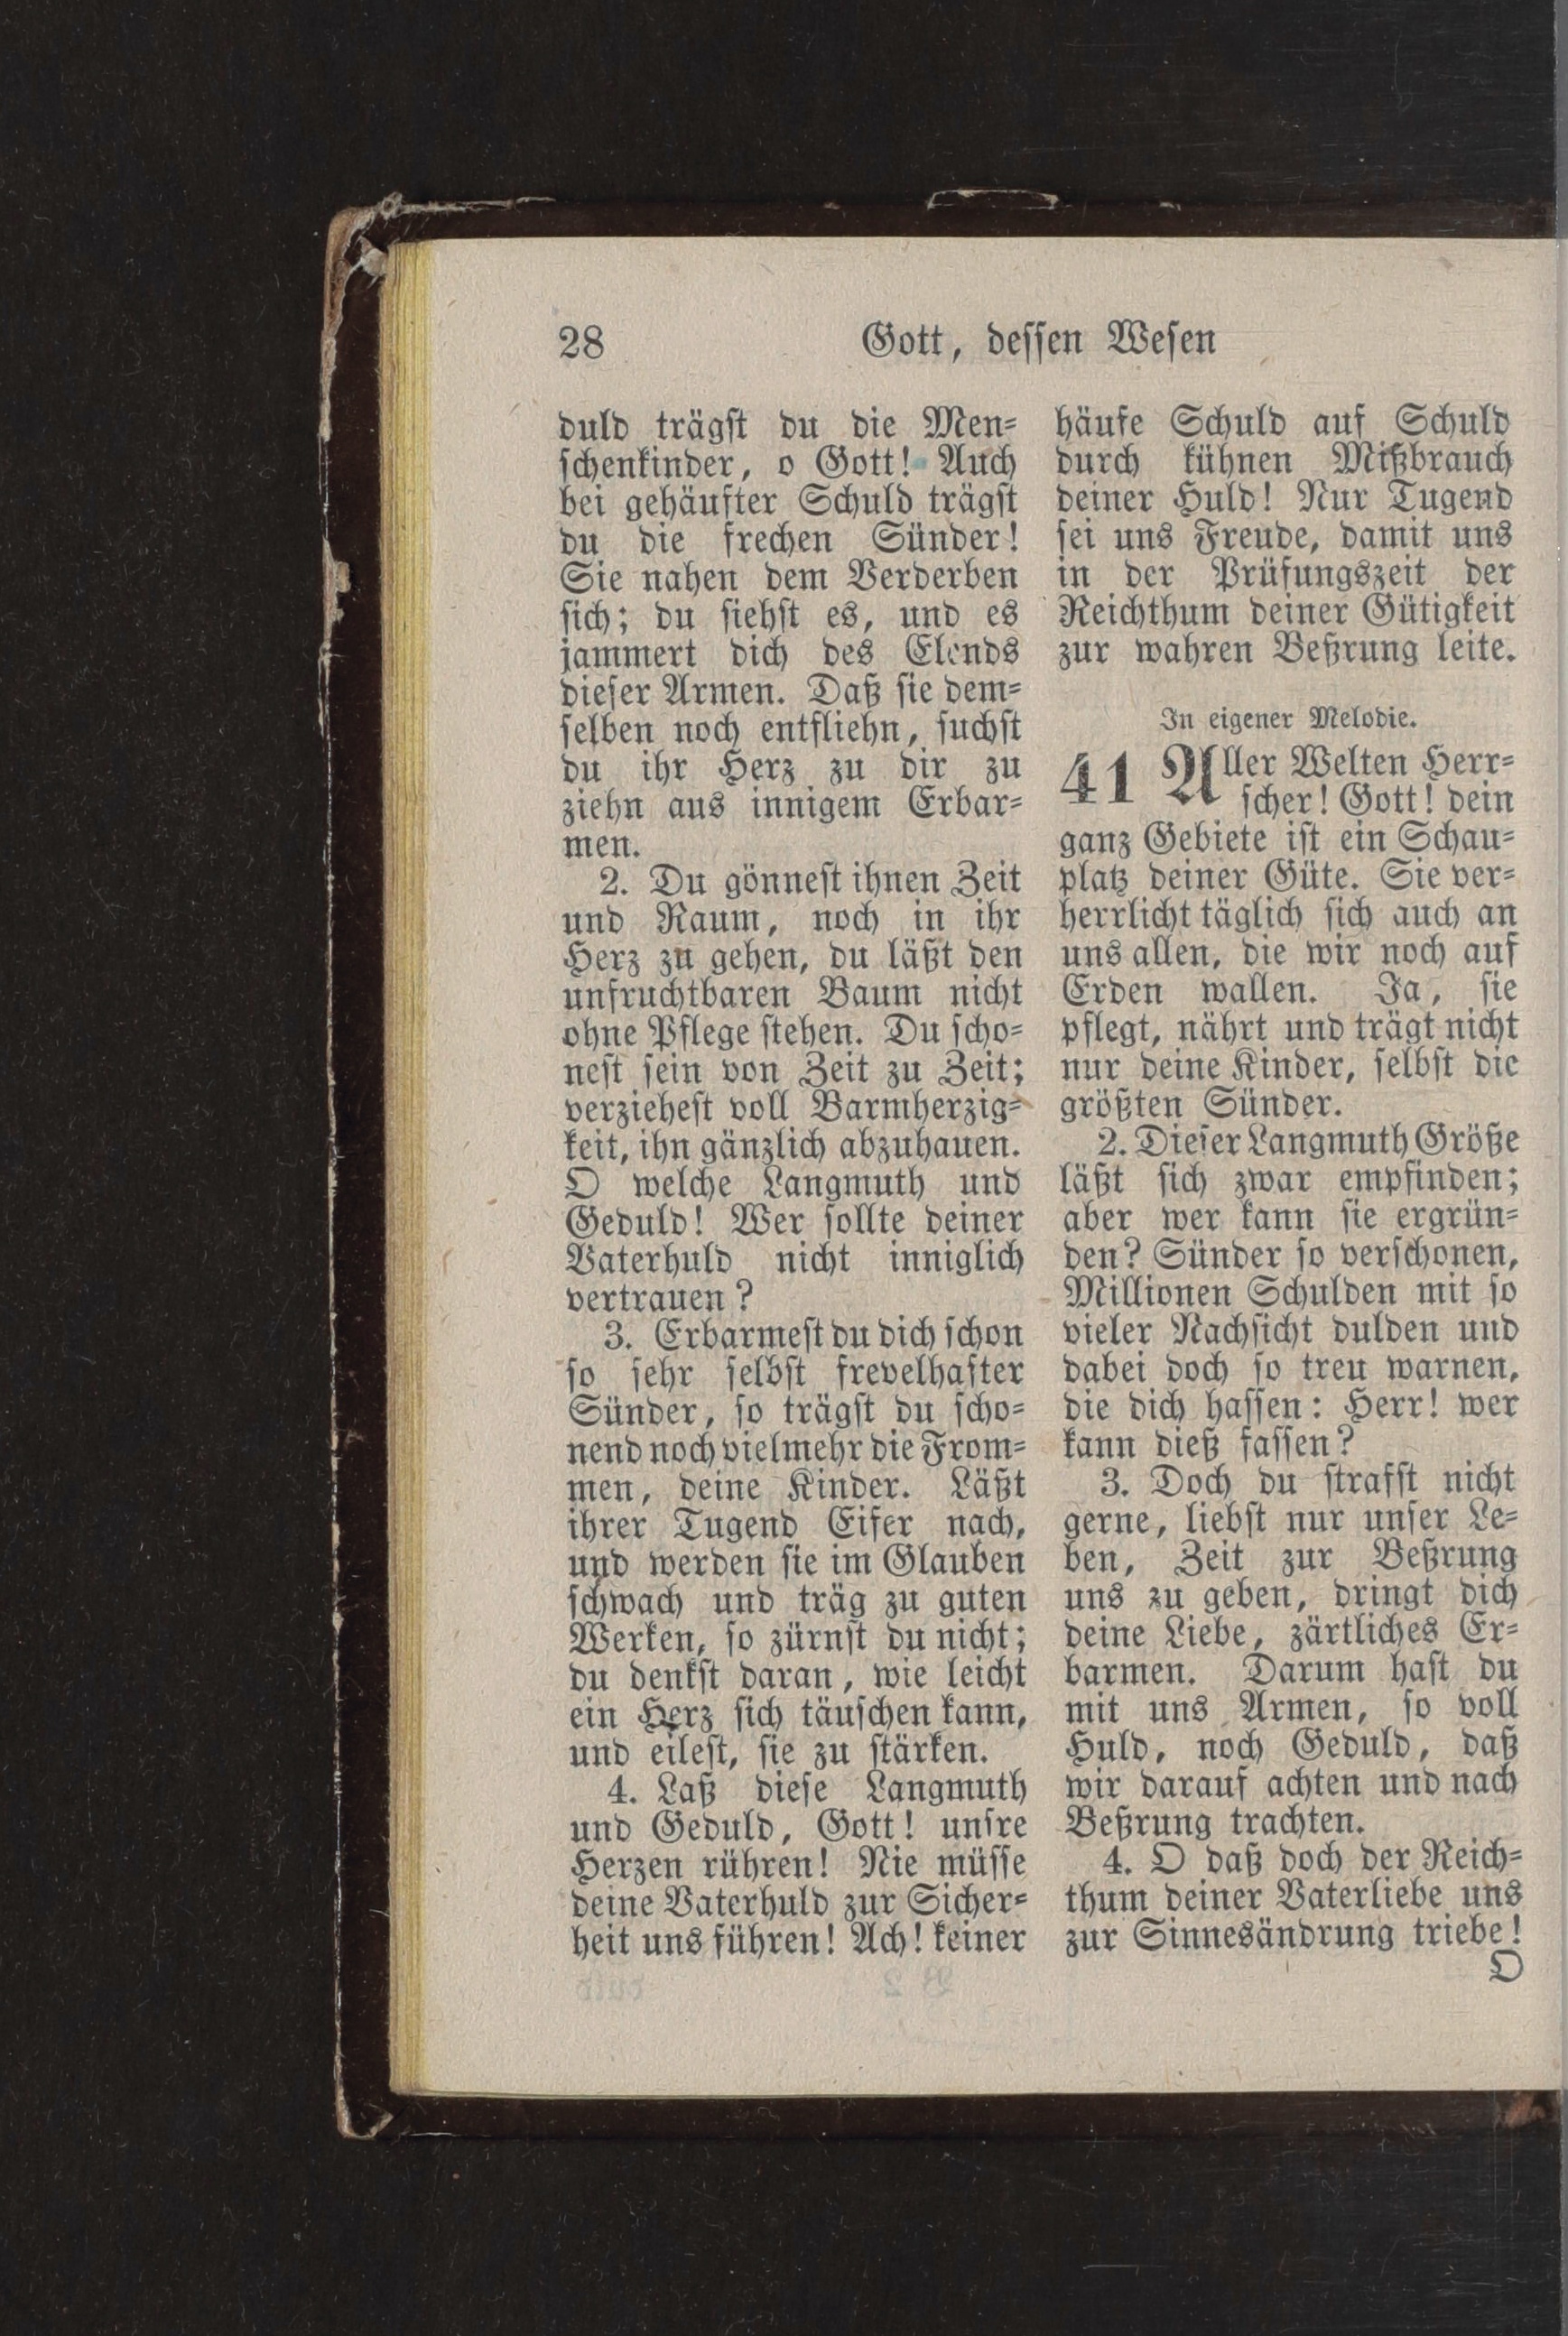 28 Gott, dessen Wesen
duld trägst du die Men-
schenkinder, o Gott! Auch
bei gehäufter Schuld trägst
du die frechen Sünder!
Sie nahen dem Verderben
sich; du siehst es, und es
jammert dich des Elends
dieser Armen. Daß sie dem-
selben noch entfliehn, suchst
du ihr Herz zu dir zu
ziehn aus innigem Erbar-
men.
2. Du gönnest ihnen Zeit
und Raum, noch in ihr
Herz zu gehen, du läßt den
unfruchtbaren Baum nicht
ohne Pflege stehen. Du scho-
nest sein von Zeit zu Zeit;
verziehest voll Barmherzig-
keit, ihn gänzlich abzuhauen.
O welche Langmuth und
Geduld! Wer sollte deiner
Vaterhuld nicht inniglich
vertrauen?
3. Erbarmest du dich schon
so sehr selbst frevelhafter
Sünder, so trägst du scho-
nend noch vielmehr die From-
men, deine Kinder. Läßt
ihrer Tugend Eifer nach,
und werden sie im Glauben
schwach und träg zu guten
Werken, so zürnst du nicht;
du denkst daran, wie leicht
ein Herz sich täuschen kann,
und eilest, sie zu stärken.
4. Laß diese Langmuth
und Geduld, Gott! unsre
Herzen rühren! Nie müsse
deine Vaterhuld zur Sicher-
heit uns führen! Ach! keiner
häufe Schuld auf Schuld
durch kühnen Mißbrauch
deiner Huld! Nur Tugend
sei uns Freude, damit uns
in der Prüfungszeit der
Reichthum deiner Gütigkeit
zur wahren Beßrung leite.
In eigener Melodie.
41 Aller Welten Herr-
scher! Gott! dein
ganz Gebiete ist ein Schau-
platz deiner Güte. Sie ver-
herrlicht täglich sich auch an
uns allen, die wir noch auf
Erden wallen. Ja, sie
pflegt, nährt und trägt nicht
nur deine Kinder, selbst die
größten Sünder.
2. Dieser Langmuth Größe
läßt sich zwar empfinden;
aber wer kann sie ergrün-
den? Sünder so verschonen,
Millionen Schulden mit so
vieler Nachsicht dulden und
dabei doch so treu warnen,
die dich hassen: Herr! wer
kann dieß fassen?
3. Doch du strafst nicht
gerne, liebst nur unser Le-
ben, Zeit zur Beßrung
uns zu geben, dringt dich
deine Liebe, zärtliches Er-
barmen. Darum hast du
mit uns Armen, so voll
Huld, noch Geduld, daß
wir darauf achten und nach
Beßrung trachten.
4. O daß doch der Reich-
thum deiner Vaterliebe uns
zur Sinnesändrung triebe!
O